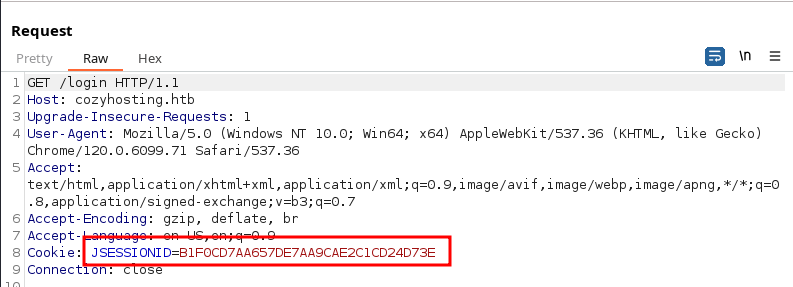 Request
Pretty Raw Hex
\n
1 GET /login HTTP/1.1
2 Host: cozyhosting.htb
3 Upgrade-Insecure-Requests: 1
4 User-Agent: Mozilla/5.0 (Windows NT 10.0; Win64; x64) AppleWebKit/537.36 (KHTML, like Gecko)
Chrome/120.0.6099.71 Safari/537.36
5 Accept:
text/html,application/xhtml+xml,application/xml;q=0.9,image/avif,image/webp,image/apng,*/*;q=0
.8,application/signed-exchange;v=b3;q=0.7
6 Accept-Encoding: gzip, deflate, br
7 Accept-Language: en-US,en;q=0.9
8 Cookie: JSESSIONID=B1F0CD7AA657DE7AA9CAE2C1CD24D73E
9 Connection: close
10